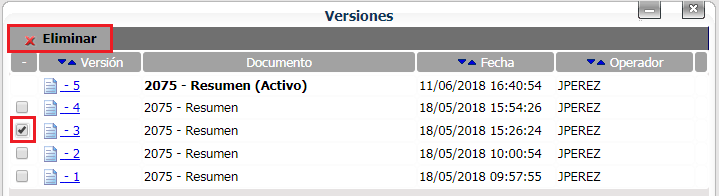 Versiones
Eliminar
- Versión Documento Fecha Operador
- 5 2075 - Resumen (Activo) 11/06/2018 16:40:54 JPEREZ
- 4 2075 - Resumen 18/05/2018 15:54:26 JPEREZ
- 3 2075 - Resumen 18/05/2018 15:26:24 JPEREZ
- 2 2075 - Resumen 18/05/2018 10:00:54 JPEREZ
- 1 2075 - Resumen 18/05/2018 09:57:55 JPEREZ